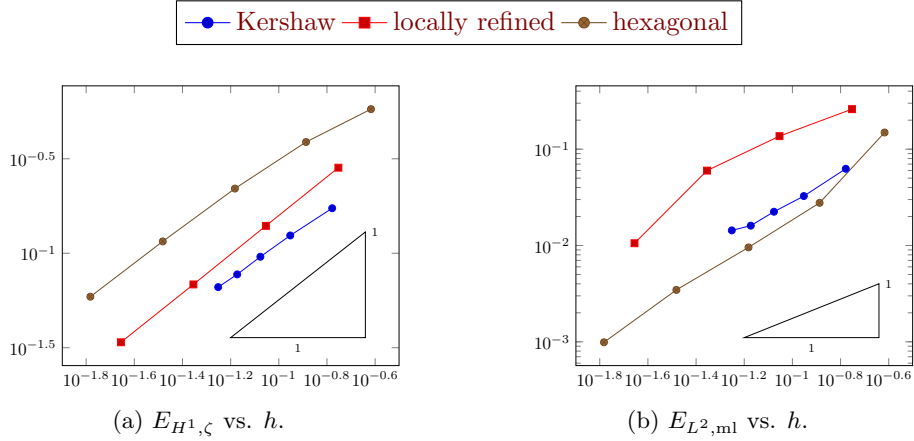 Kershaw locally refined hexagonal
10^{-0.5}
10^{-1}
10^{-1.5}
1
1
10^{-1.8} 10^{-1.6} 10^{-1.4} 10^{-1.2} 10^{-1} 10^{-0.8} 10^{-0.6}
(a) E_{H^1,ζ} vs. h.
10^{-1}
10^{-2}
10^{-3}
1
1
10^{-1.8} 10^{-1.6} 10^{-1.4} 10^{-1.2} 10^{-1} 10^{-0.8} 10^{-0.6}
(b) E_{L^2,ml} vs. h.